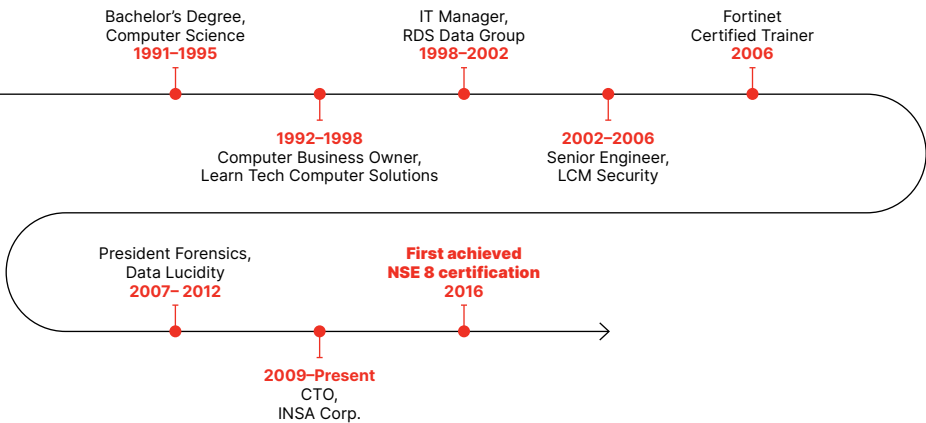 Bachelor's Degree,
Computer Science
1991–1995
1992–1998
Computer Business Owner,
Learn Tech Computer Solutions
IT Manager,
RDS Data Group
1998–2002
2002–2006
Senior Engineer,
LCM Security
Fortinet
Certified Trainer
2006
President Forensics,
Data Lucidity
2007– 2012
2009–Present
CTO,
INSA Corp.
First achieved
NSE 8 certification
2016